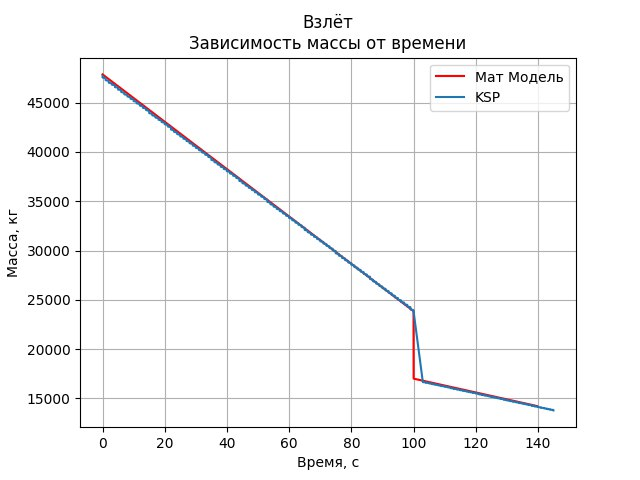 Взлёт
Зависимость массы от времени
Мат Модель
KSP
45000
40000
35000
30000
25000
20000
15000
Масса, кг
0 20 40 60 80 100 120 140
Время, с